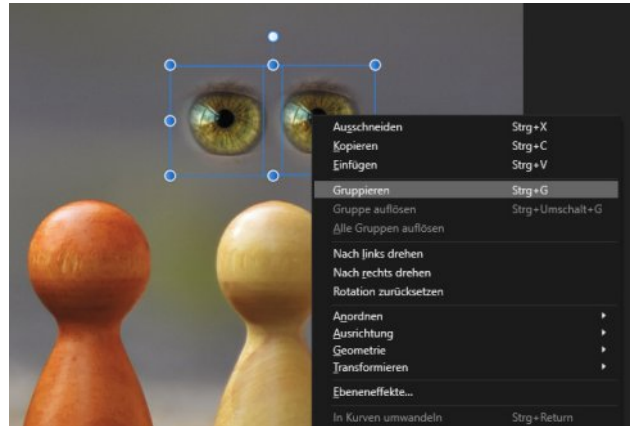 Ausschneiden Strg+X
Kopieren Strg+C
Einfügen Strg+V
Gruppieren Strg+G
Gruppe auflösen Strg+Umschalt+G
Alle Gruppen auflösen
Nach links drehen
Nach rechts drehen
Rotation zurücksetzen
Anordnen
Ausrichtung
Geometrie
Transformieren
Ebeneneffekte...
In Kurven umwandeln Strg+Return